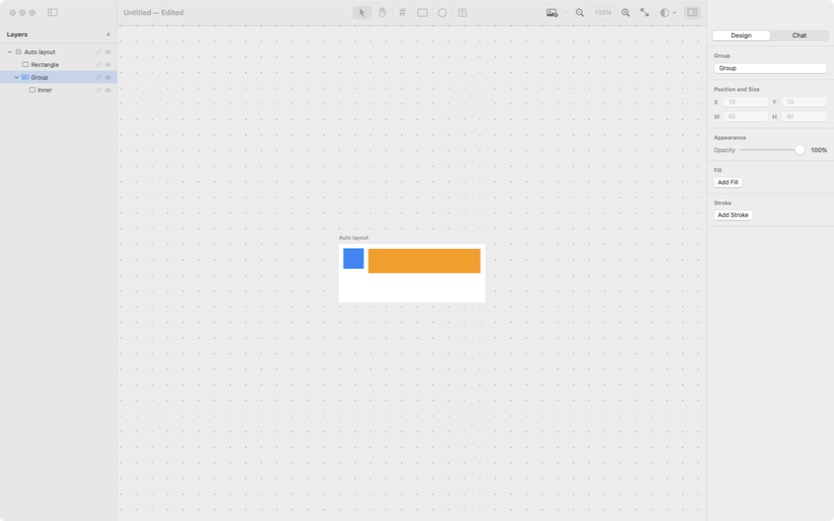 Untitled — Edited
100%
Layers
Auto layout
Rectangle
Group
Inner
Auto layout
Design
Chat
Group
Group
Position and Size
X 10 Y 10
W 40 H 40
Appearance
Opacity 100%
Fill
Add Fill
Stroke
Add Stroke